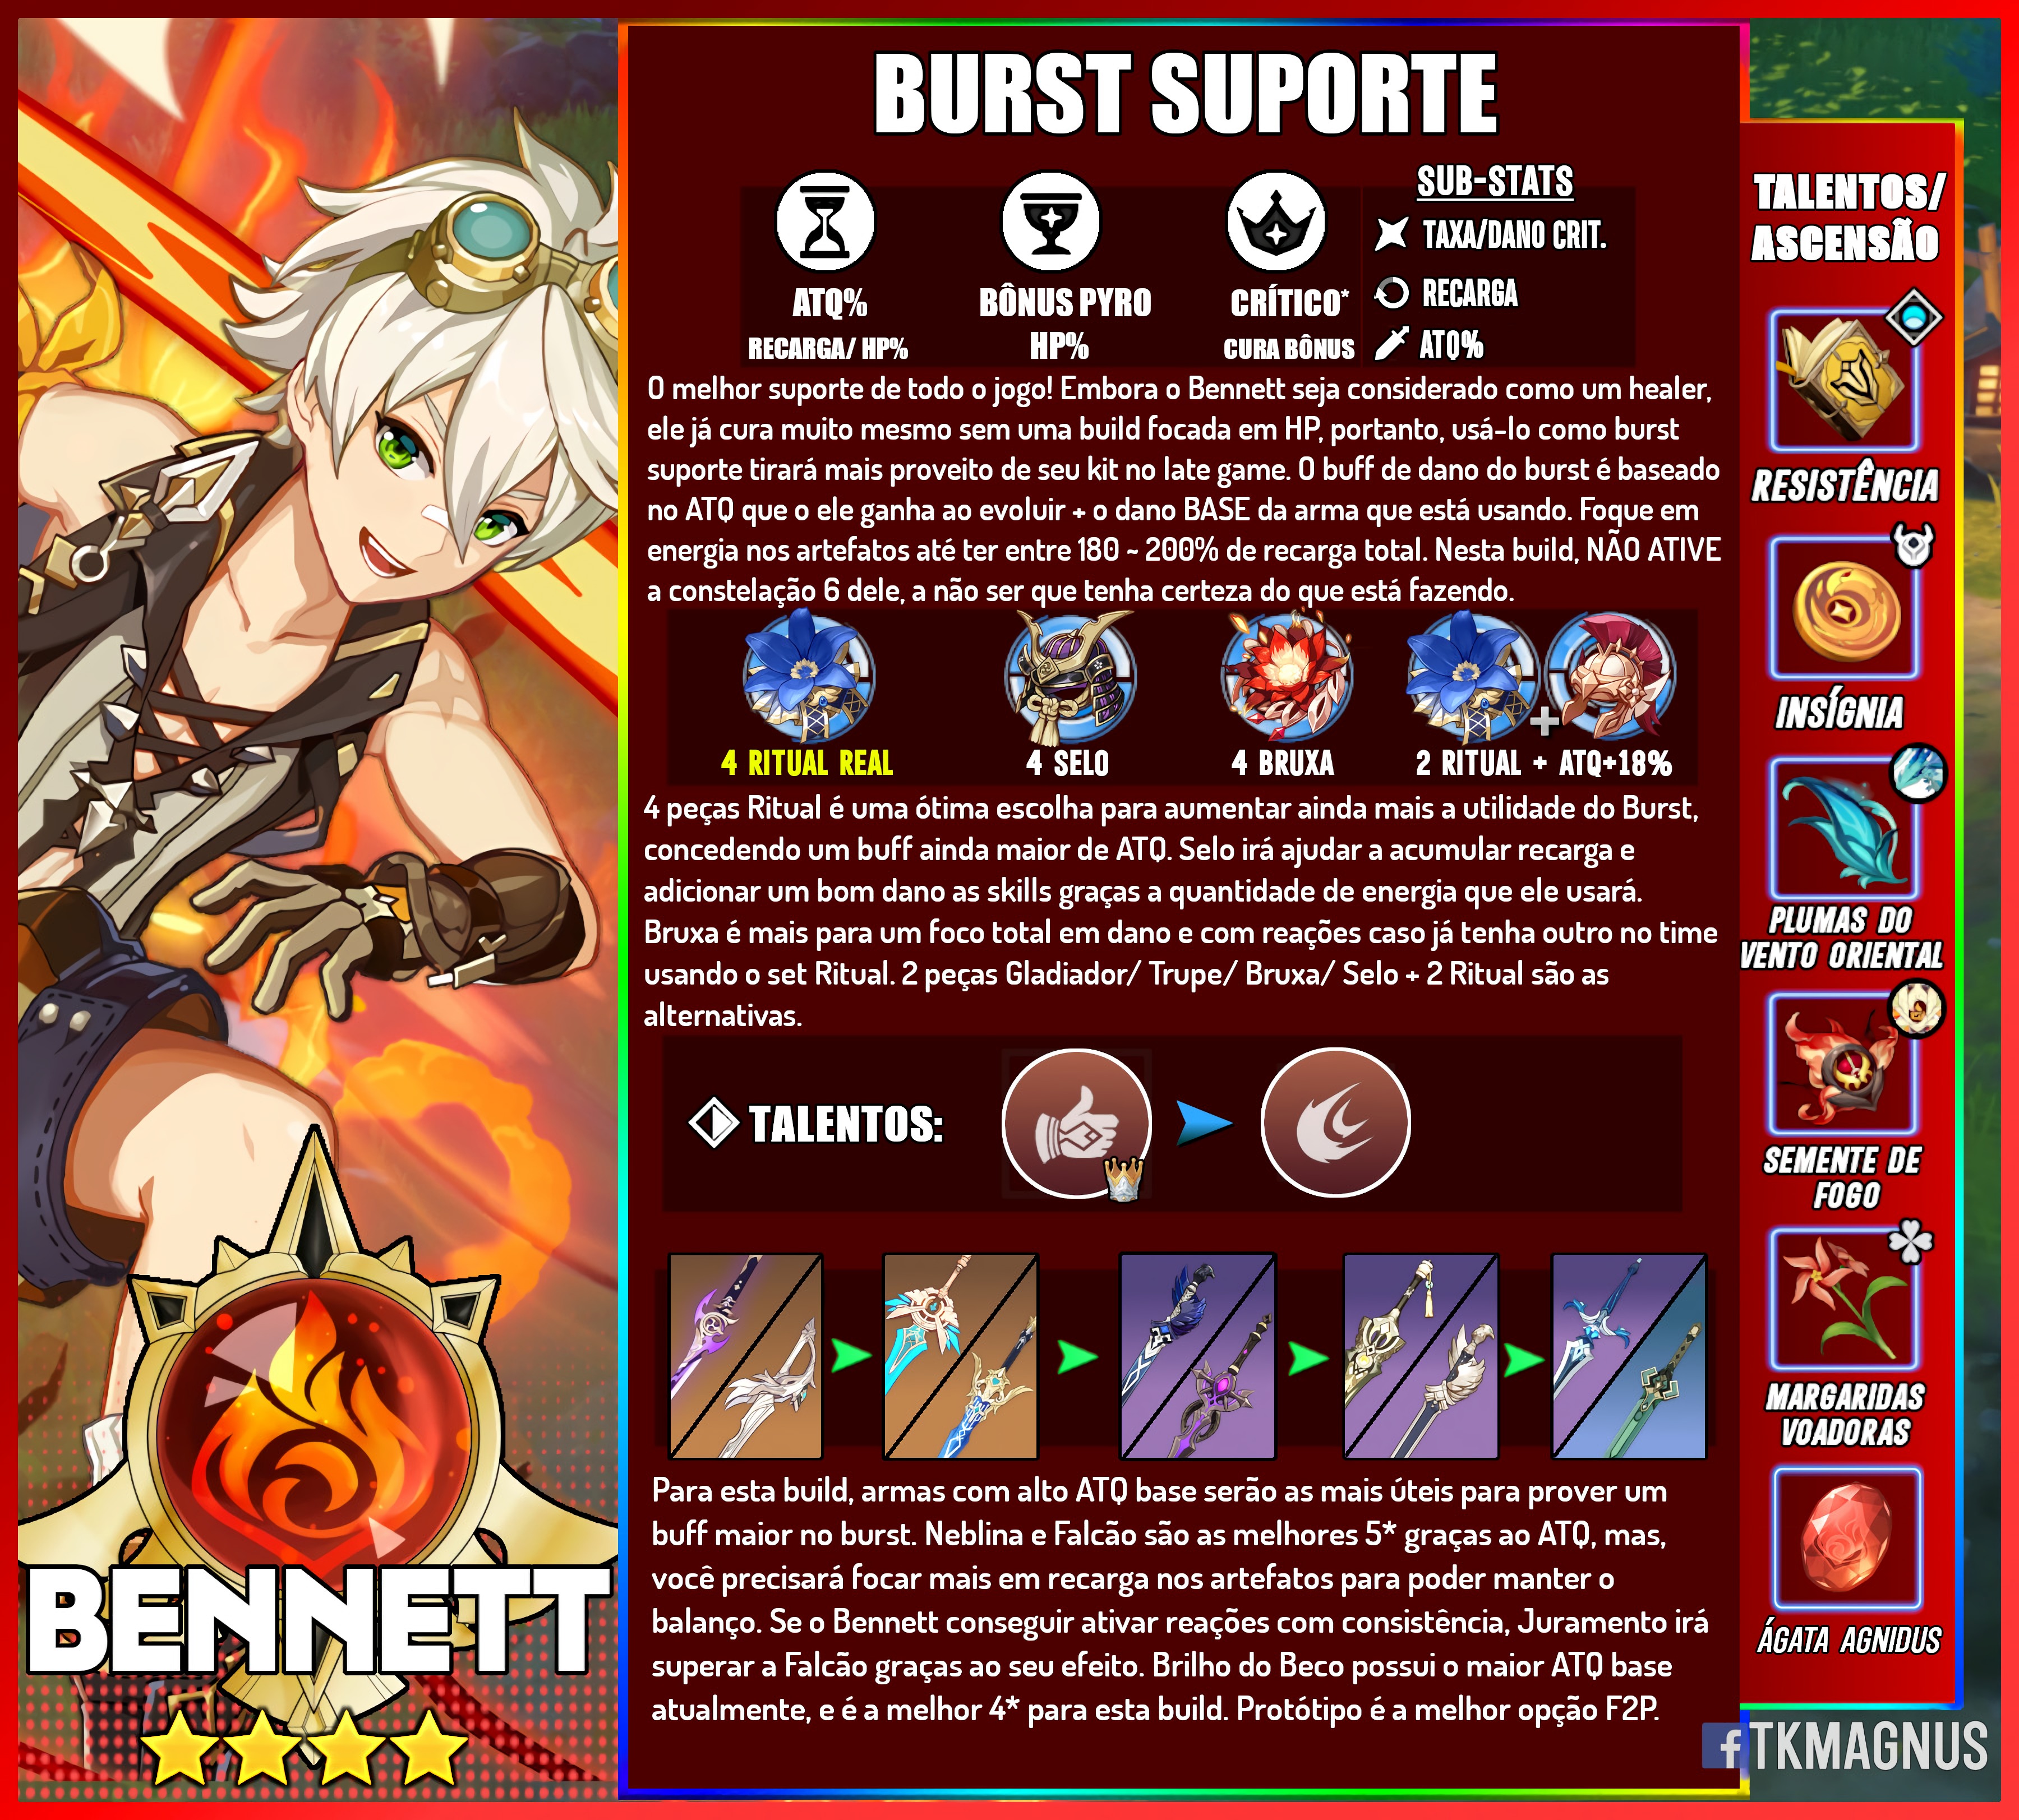 BURST SUPORTE
ATQ%
RECARGA/ HP%
BÔNUS PYRO
HP%
CRÍTICO*
CURA BÔNUS
SUB-STATS
TAXA/DANO CRIT.
RECARGA
ATQ%
O melhor suporte de todo o jogo! Embora o Bennett seja considerado como um healer,
ele já cura muito mesmo sem uma build focada em HP, portanto, usá-lo como burst
suporte tirará mais proveito de seu kit no late game. O buff de dano do burst é baseado
no ATQ que o ele ganha ao evoluir + o dano BASE da arma que está usando. Foque em
energia nos artefatos até ter entre 180 ~ 200% de recarga total. Nesta build, NÃO ATIVE
a constelação 6 dele, a não ser que tenha certeza do que está fazendo.
4 RITUAL REAL
4 SELO
4 BRUXA
+
2 RITUAL + ATQ+18%
4 peças Ritual é uma ótima escolha para aumentar ainda mais a utilidade do Burst,
concedendo um buff ainda maior de ATQ. Selo irá ajudar a acumular recarga e
adicionar um bom dano as skills graças a quantidade de energia que ele usará.
Bruxa é mais para um foco total em dano e com reações caso já tenha outro no time
usando o set Ritual. 2 peças Gladiador/ Trupe/ Bruxa/ Selo + 2 Ritual são as
alternativas.
TALENTOS:
Para esta build, armas com alto ATQ base serão as mais úteis para prover um
buff maior no burst. Neblina e Falcão são as melhores 5* graças ao ATQ, mas,
você precisará focar mais em recarga nos artefatos para poder manter o
balanço. Se o Bennett conseguir ativar reações com consistência, Juramento irá
superar a Falcão graças ao seu efeito. Brilho do Beco possui o maior ATQ base
atualmente, e é a melhor 4* para esta build. Protótipo é a melhor opção F2P.
TALENTOS/
ASCENSÃO
RESISTÊNCIA
INSÍGNIA
PLUMAS DO
VENTO ORIENTAL
SEMENTE DE
FOGO
MARGARIDAS
VOADORAS
ÁGATA AGNIDUS
BENNETT
f TKMAGNUS